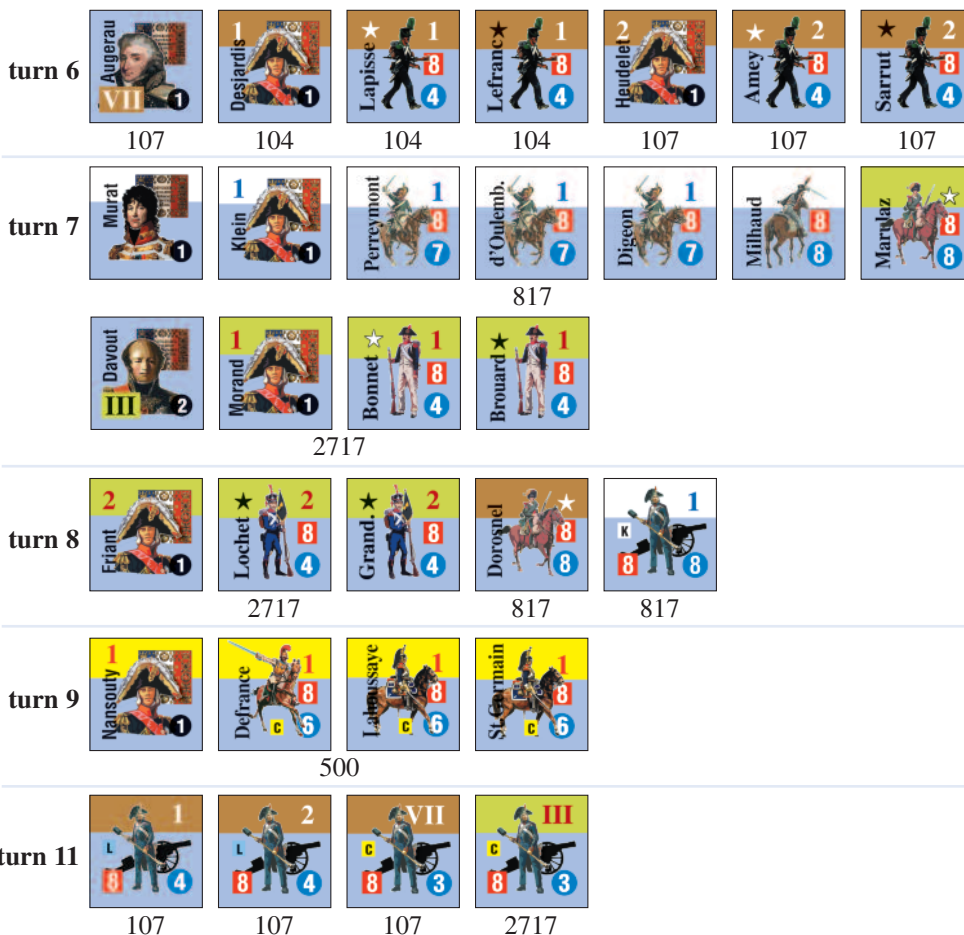 turn 6
Augerau VII 1
1 Desjardis 1
★ 1 Lapisse 8 4
★ 1 Lefranc 8 4
2 Heudelet 1
★ 2 Amey 8 4
★ 2 Sarrut 8 4
107 104 104 104 107 107 107
turn 7
Murat 1
1 Klein 1
1 Perreymont 8 7
1 d'Oulemb. 8 7
1 Digeon 8 7
Milhaud 8 8
★ Marulaz 8 8
817
Davout III 2
1 Morand 1
★ 1 Bonnet 8 4
★ 1 Brouard 8 4
2717
turn 8
2 Friant 1
★ 2 Lochet 8 4
★ 2 Grand. 8 4
★ Dorosnel 8 8
1 K 8 8
2717 817 817
turn 9
1 Nansouty 1
1 Defrance 8 C 6
1 Lahoussaye 8 C 6
1 St.Germain 8 C 6
500
turn 11
1 L 8 4
2 L 8 4
VII C 8 3
III C 8 3
107 107 107 2717